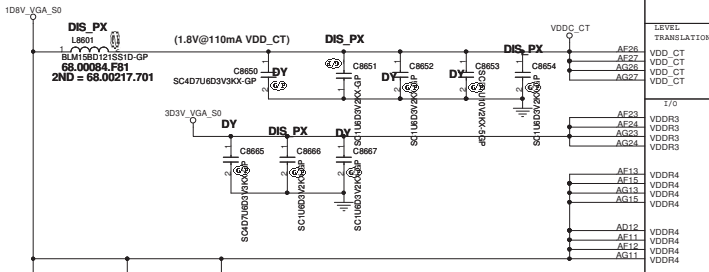 1D8V_VGA_S0
DIS_PX
L8601
1 2
BLM15BD121SS1D-GP
68.00084.F81
2ND = 68.00217.701
(1.8V@110mA VDD_CT)
DIS_PX
DIS_PX
VDDC_CT
C8650
DY
SC4D7U6D3V3KX-GP
C8651
SC1U6D3V2KX-GP
C8652
DY
SC1U6D3V2KX-GP
C8653
DY
C8654
LEVEL
TRANSLATION
AF26 VDD_CT
AF27 VDD_CT
AG26 VDD_CT
AG27 VDD_CT
I/O
3D3V_VGA_S0
DY
DIS_PX
DY
C8665
SC4D7U6D3V3KX-GP
C8666
SC1U6D3V2KX-GP
C8667
SC1U6D3V2KX-GP
AF23 VDDR3
AF24 VDDR3
AG23 VDDR3
AG24 VDDR3
AF13 VDDR4
AF15 VDDR4
AG13 VDDR4
AG15 VDDR4
AD12 VDDR4
AF11 VDDR4
AF12 VDDR4
AG11 VDDR4